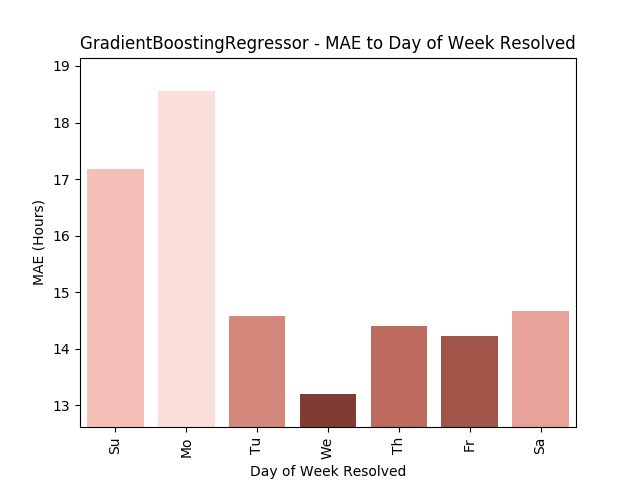 GradientBoostingRegressor - MAE to Day of Week Resolved
19
18
17
16
15
14
13
MAE (Hours)
Su
Mo
Tu
We
Th
Fr
Sa
Day of Week Resolved